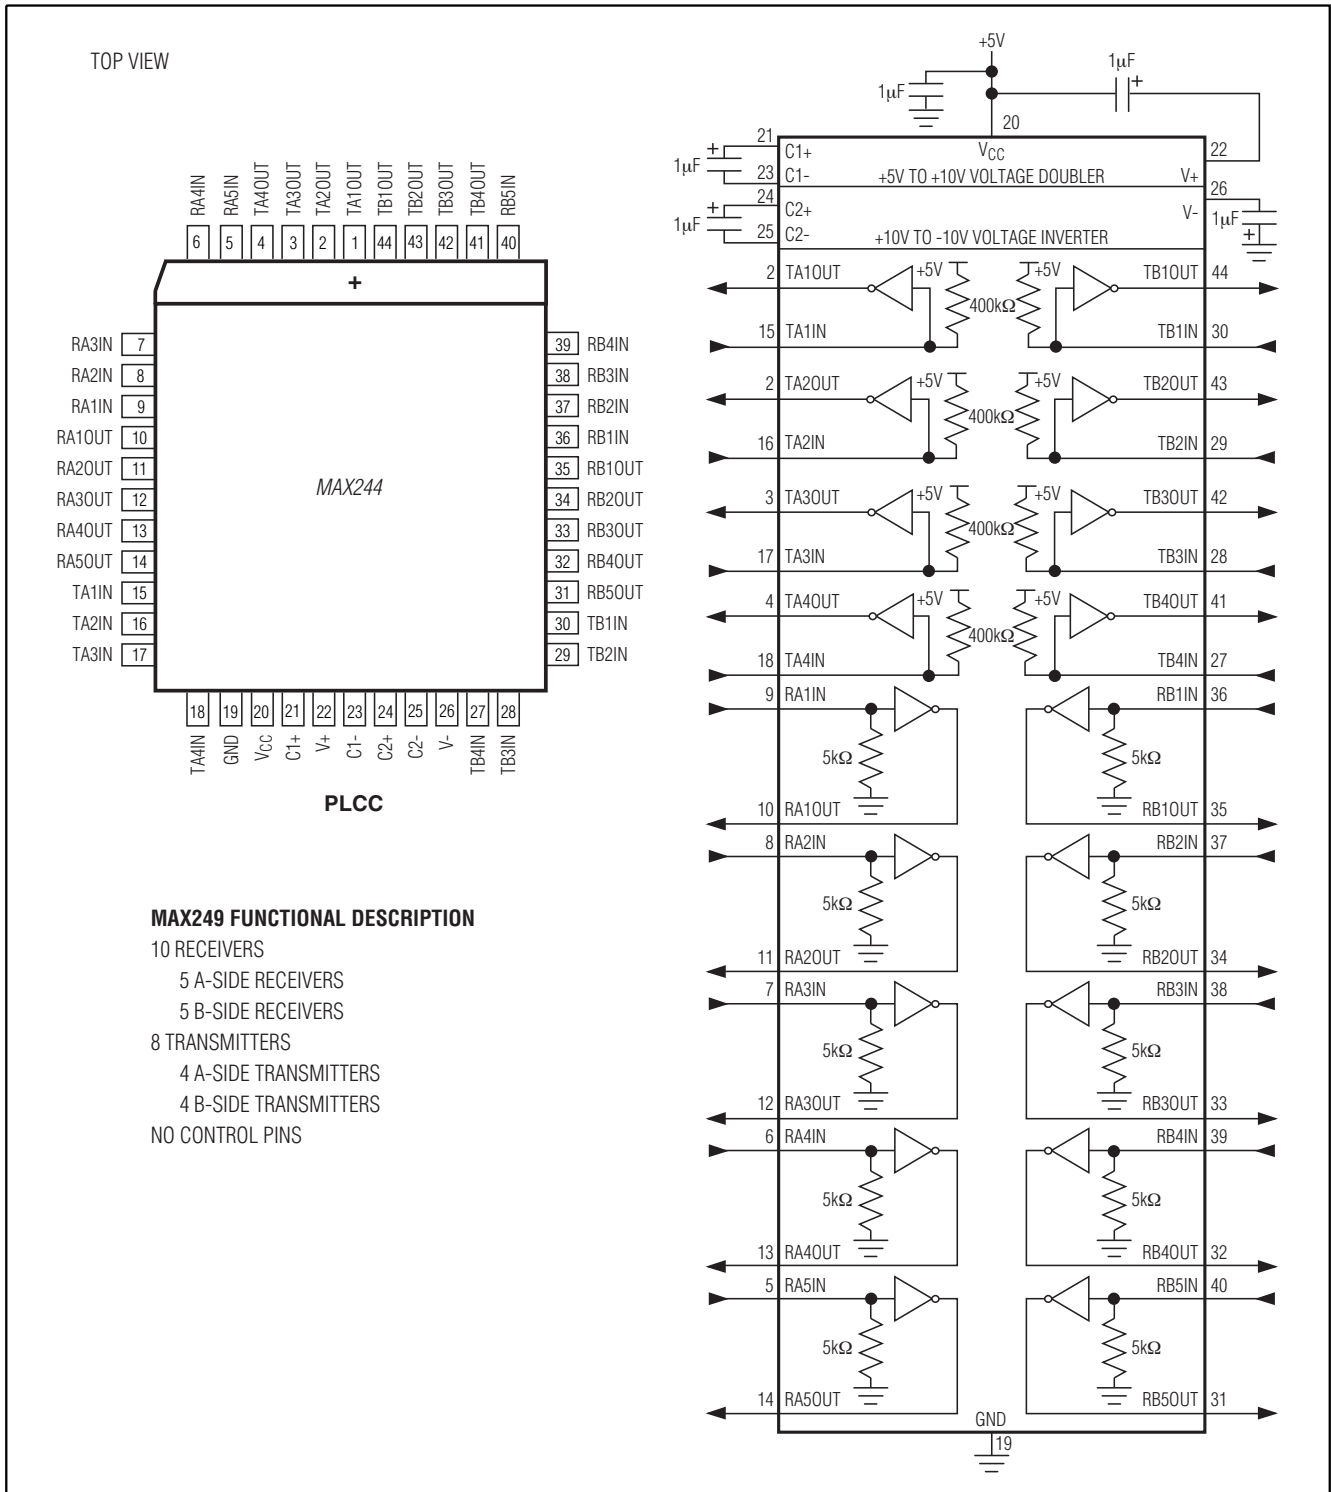 TOP VIEW
RA4IN
RA5IN
TA4OUT
TA3OUT
TA2OUT
TA1OUT
TB1OUT
TB2OUT
TB3OUT
TB4OUT
RB5IN
6 5 4 3 2 1 44 43 42 41 40
+
RA3IN 7
RA2IN 8
RA1IN 9
RA1OUT 10
RA2OUT 11
RA3OUT 12
RA4OUT 13
RA5OUT 14
TA1IN 15
TA2IN 16
TA3IN 17
MAX244
39 RB4IN
38 RB3IN
37 RB2IN
36 RB1IN
35 RB1OUT
34 RB2OUT
33 RB3OUT
32 RB4OUT
31 RB5OUT
30 TB1IN
29 TB2IN
18 19 20 21 22 23 24 25 26 27 28
TA4IN
GND
VCC
C1+
V+
C1-
C2+
C2-
V-
TB4IN
TB3IN
PLCC
MAX249 FUNCTIONAL DESCRIPTION
10 RECEIVERS
5 A-SIDE RECEIVERS
5 B-SIDE RECEIVERS
8 TRANSMITTERS
4 A-SIDE TRANSMITTERS
4 B-SIDE TRANSMITTERS
NO CONTROL PINS
+5V
1µF
1µF +
20
VCC
21 C1+
+ 1µF
23 C1-
+5V TO +10V VOLTAGE DOUBLER
V+ 22
24 C2+
+ 1µF
25 C2-
+10V TO -10V VOLTAGE INVERTER
26
V-
1µF +
2 TA1OUT +5V +5V TB1OUT 44
400kΩ
15 TA1IN TB1IN 30
2 TA2OUT +5V +5V TB2OUT 43
400kΩ
16 TA2IN TB2IN 29
3 TA3OUT +5V +5V TB3OUT 42
400kΩ
17 TA3IN TB3IN 28
4 TA4OUT +5V +5V TB4OUT 41
400kΩ
18 TA4IN TB4IN 27
9 RA1IN RB1IN 36
5kΩ 5kΩ
10 RA1OUT RB1OUT 35
8 RA2IN RB2IN 37
5kΩ 5kΩ
11 RA2OUT RB2OUT 34
7 RA3IN RB3IN 38
5kΩ 5kΩ
12 RA3OUT RB3OUT 33
6 RA4IN RB4IN 39
5kΩ 5kΩ
13 RA4OUT RB4OUT 32
5 RA5IN RB5IN 40
5kΩ 5kΩ
14 RA5OUT RB5OUT 31
GND
19